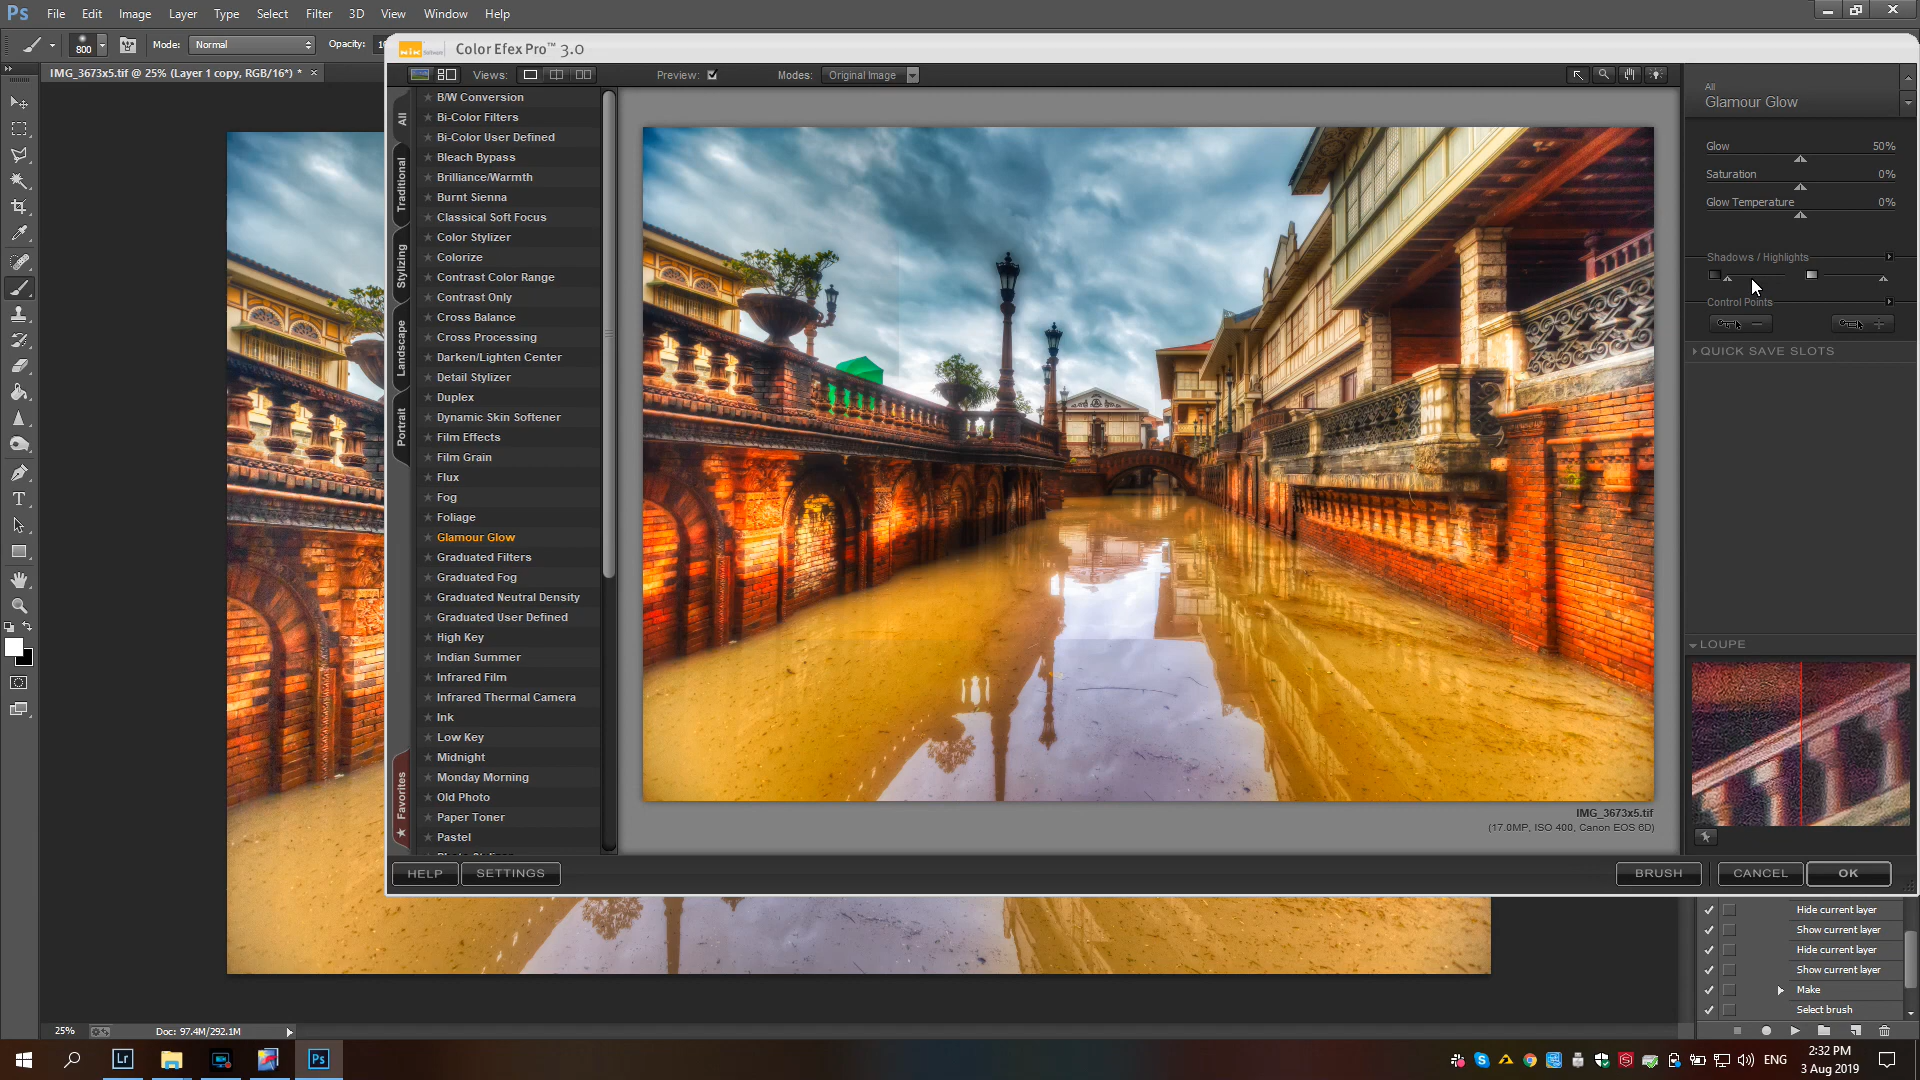 Ps File Edit Image Layer Type Select Filter 3D View Window Help
800 Mode: Normal Opacity:
IMG_3673x5.tif @ 25% (Layer 1 copy, RGB/16*) * ×
Color Efex Pro™ 3.0
Views: Preview: Modes: Original Image
All
Traditional
Stylizing
Landscape
Portrait
Favorites
B/W Conversion
Bi-Color Filters
Bi-Color User Defined
Bleach Bypass
Brilliance/Warmth
Burnt Sienna
Classical Soft Focus
Color Stylizer
Colorize
Contrast Color Range
Contrast Only
Cross Balance
Cross Processing
Darken/Lighten Center
Detail Stylizer
Duplex
Dynamic Skin Softener
Film Effects
Film Grain
Flux
Fog
Foliage
Glamour Glow
Graduated Filters
Graduated Fog
Graduated Neutral Density
Graduated User Defined
High Key
Indian Summer
Infrared Film
Infrared Thermal Camera
Ink
Low Key
Midnight
Monday Morning
Old Photo
Paper Toner
Pastel
IMG_3673x5.tif
(17.0MP, ISO 400, Canon EOS 6D)
All
Glamour Glow
Glow 50%
Saturation 0%
Glow Temperature 0%
Shadows / Highlights
Control Points
QUICK SAVE SLOTS
LOUPE
HELP SETTINGS BRUSH CANCEL OK
Hide current layer
Show current layer
Hide current layer
Show current layer
Make
Select brush
25% Doc: 97.4M/292.1M
Lr Ps ENG 2:32 PM
3 Aug 2019